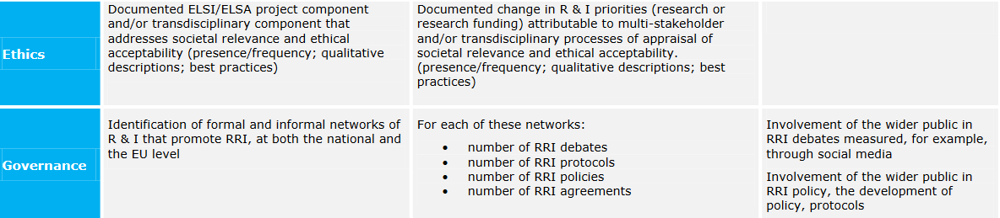 Ethics
Documented ELSI/ELSA project component
and/or transdisciplinary component that
addresses societal relevance and ethical
acceptability (presence/frequency; qualitative
descriptions; best practices)
Documented change in R & I priorities (research or
research funding) attributable to multi-stakeholder
and/or transdisciplinary processes of appraisal of
societal relevance and ethical acceptability.
(presence/frequency; qualitative descriptions; best
practices)
Governance
Identification of formal and informal networks of
R & I that promote RRI, at both the national and
the EU level
For each of these networks:
• number of RRI debates
• number of RRI protocols
• number of RRI policies
• number of RRI agreements
Involvement of the wider public in
RRI debates measured, for example,
through social media
Involvement of the wider public in
RRI policy, the development of
policy, protocols